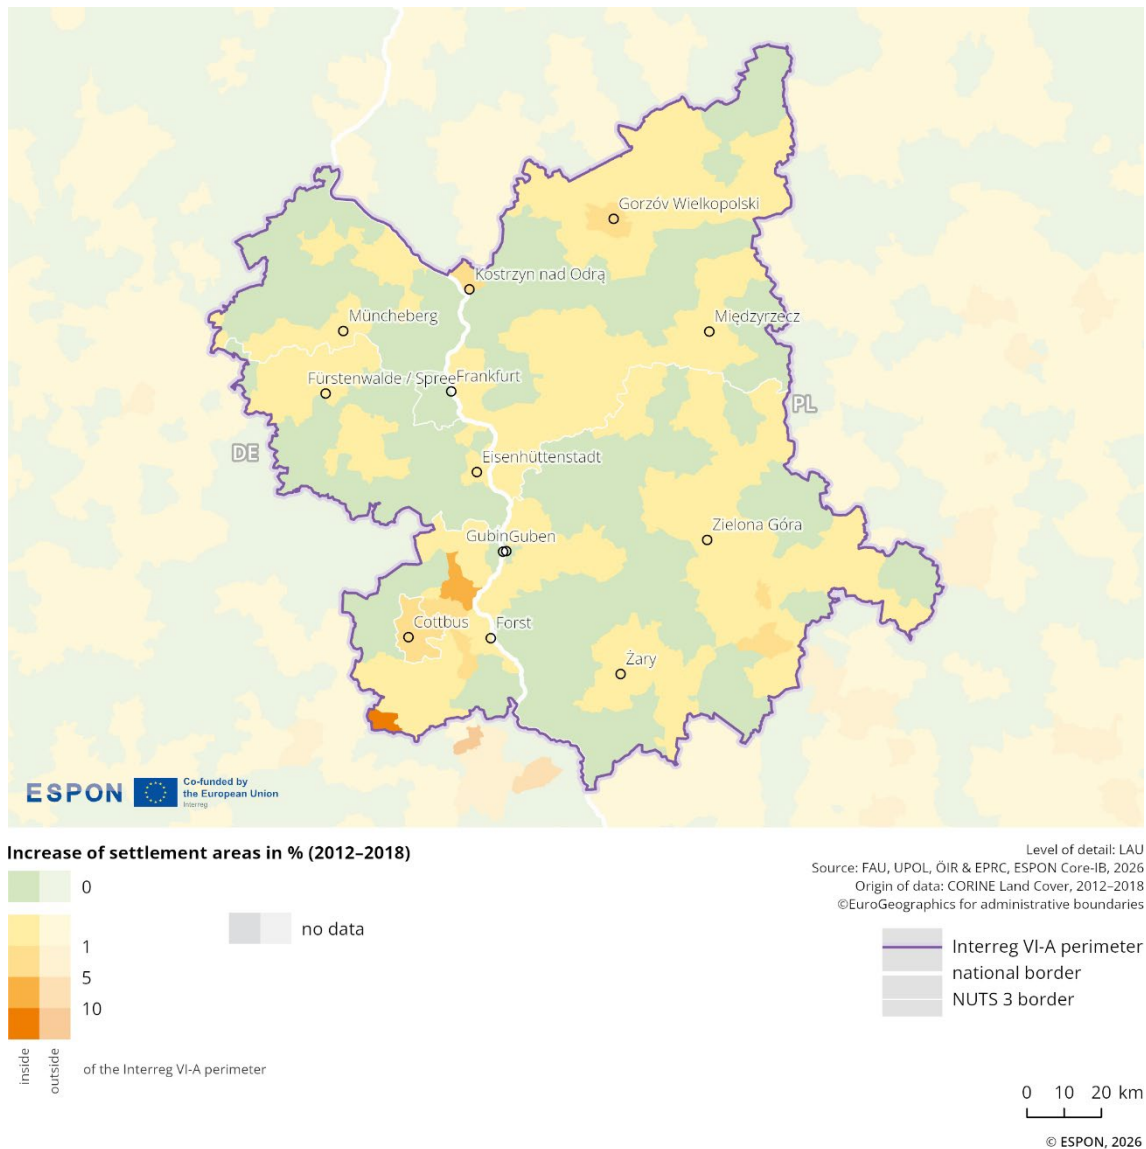 Gorzóv Wielkopolski
Kostrzyn nad Odrą
Müncheberg
Międzyrzecz
Fürstenwalde / Spree
Frankfurt
PL
DE
Eisenhüttenstadt
Zielona Góra
Gubin
Guben
Cottbus
Forst
Żary
ESPON
Co-funded by
the European Union
Interreg
Increase of settlement areas in % (2012–2018)
0
1
5
10
no data
inside
outside
of the Interreg VI-A perimeter
Level of detail: LAU
Source: FAU, UPOL, ÖIR & EPRC, ESPON Core-IB, 2026
Origin of data: CORINE Land Cover, 2012–2018
©EuroGeographics for administrative boundaries
Interreg VI-A perimeter
national border
NUTS 3 border
0 10 20 km
© ESPON, 2026